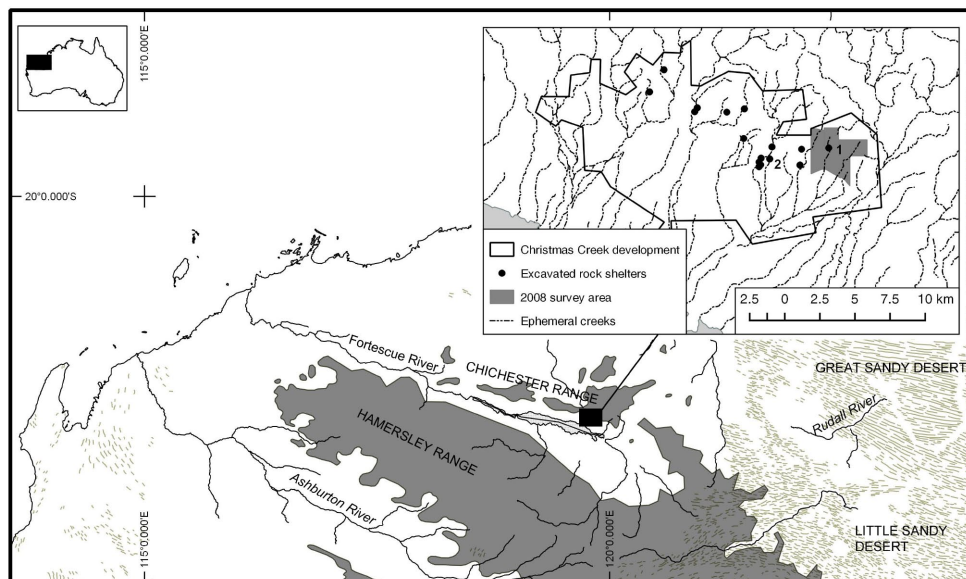 115°0.000'E
20°0.000'S
1
2
Christmas Creek development
Excavated rock shelters
2008 survey area
Ephemeral creeks
2.5 0 2.5 5 10 km
Fortescue River
CHICHESTER RANGE
GREAT SANDY DESERT
HAMERSLEY RANGE
Rudall River
Ashburton River
LITTLE SANDY
DESERT
115°0.000'E
120°0.000'E